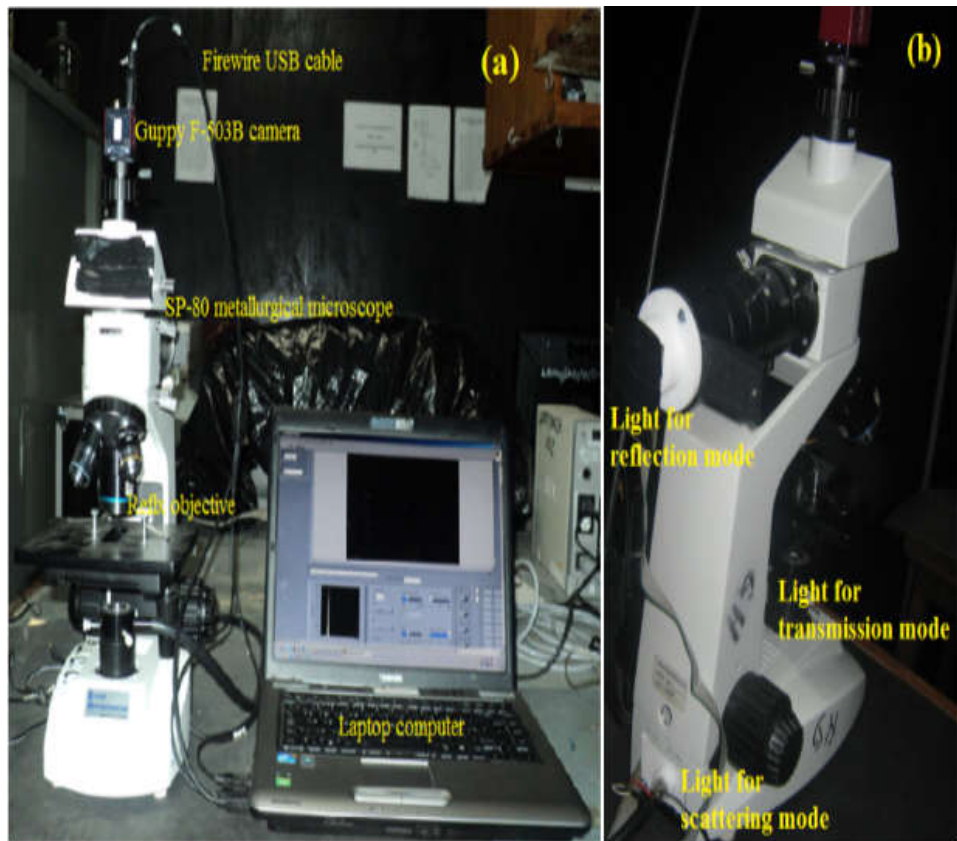 Firewire USB cable
(a)
Guppy F-503B camera
SP-80 metallurgical microscope
Reflx objective
Laptop computer
(b)
Light for
reflection mode
Light for
transmission mode
Light for
scattering mode